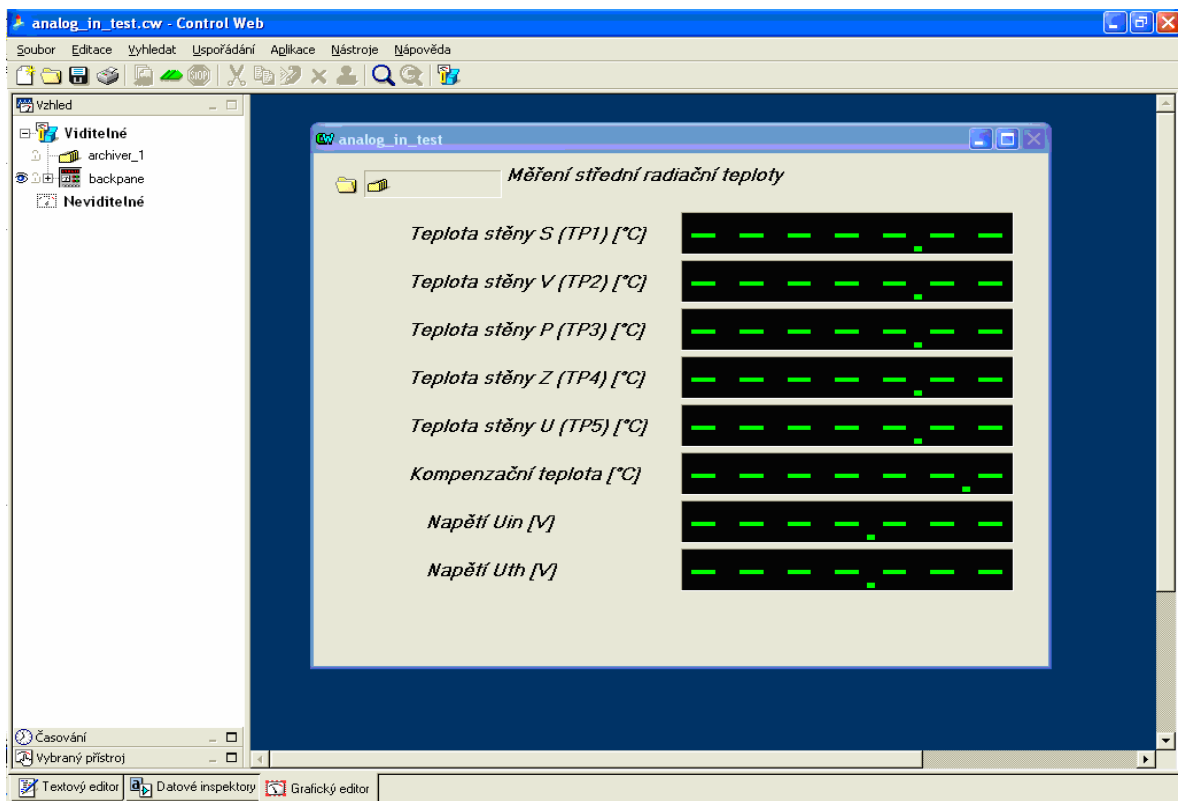 analog_in_test.cw - Control Web
Soubor Editace Vyhledat Uspořádání Aplikace Nástroje Nápověda
STOP
Vzhled
Viditelné
archiver_1
backpane
Neviditelné
CW analog_in_test
Měření střední radiační teploty
Teplota stěny S (TP1) [°C] - - - - -.- -
Teplota stěny V (TP2) [°C] - - - - -.- -
Teplota stěny P (TP3) [°C] - - - - -.- -
Teplota stěny Z (TP4) [°C] - - - - -.- -
Teplota stěny U (TP5) [°C] - - - - -.- -
Kompenzační teplota [°C] - - - - - -.-
Napětí Uin [V] - - - -.- - -
Napětí Uth [V] - - - -.- - -
Časování
Vybraný přístroj
Textový editor Datové inspektory Grafický editor